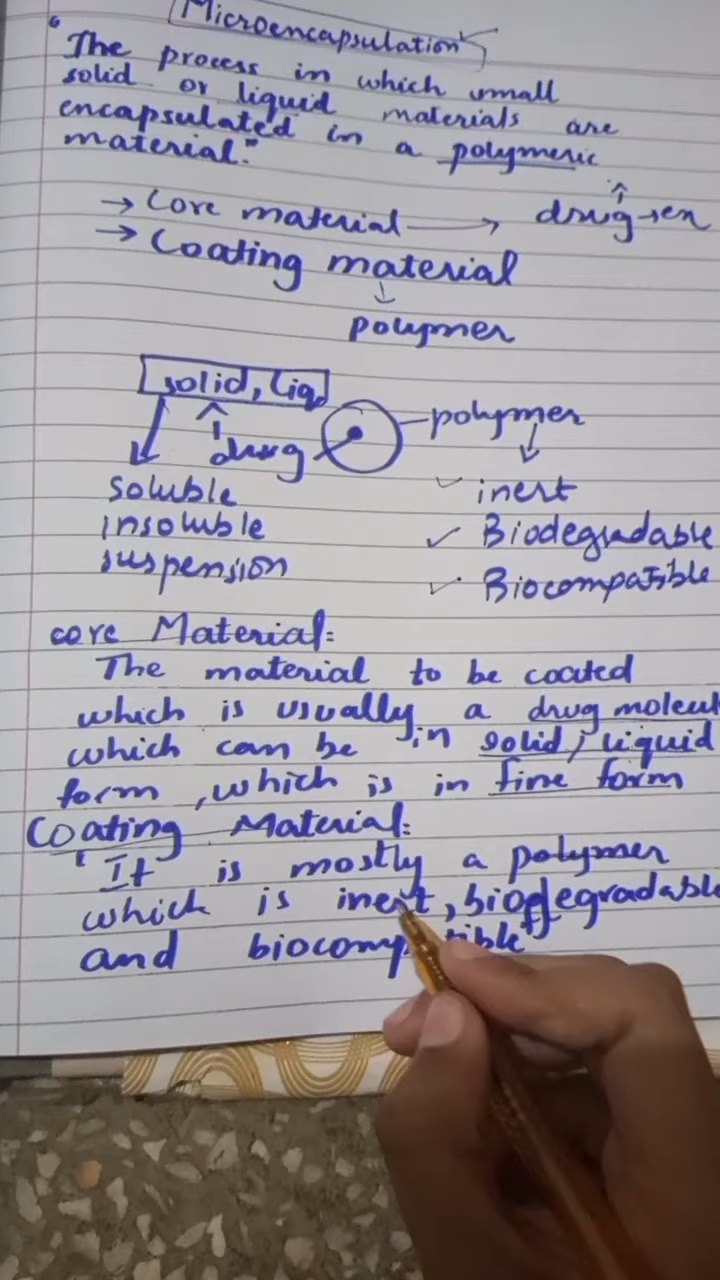 Microencapsulation
"The process in which small
solid or liquid materials are
encapsulated in a polymeric
material."
→ Core material → drug →en
→ Coating material
↓
polymer
solid, Liq
drug
polymer
soluble
inert
insoluble
✓ Biodegradable
suspension
✓ Biocompatible
core Material:
The material to be coated
which is usually a drug molecul
which can be in solid, liquid
form, which is in fine form
Coating Material:
"It is mostly a polymer
which is inert, biodegradable
and